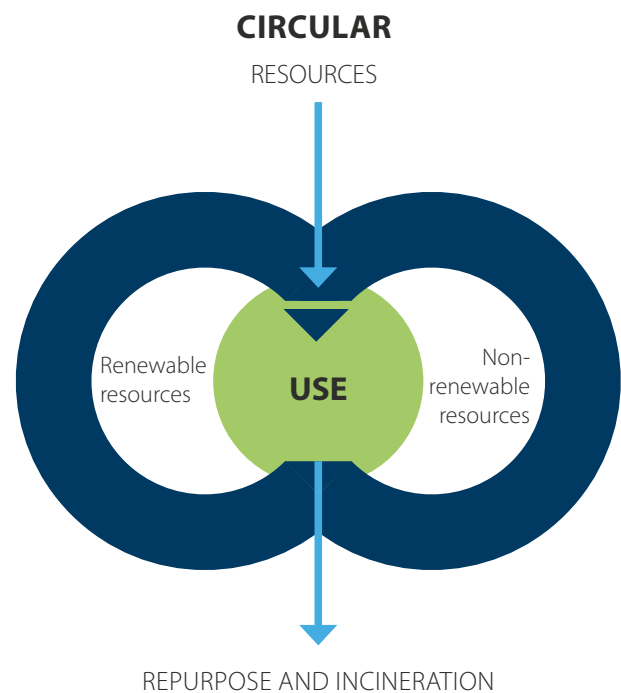 CIRCULAR
RESOURCES
Renewable
resources
USE
Non-
renewable
resources
REPURPOSE AND INCINERATION